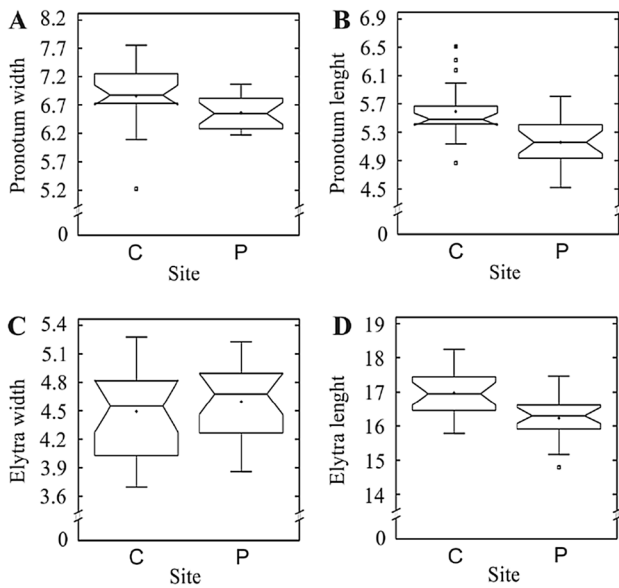 A
Pronotum width
8.2
7.7
7.2
6.7
6.2
5.7
5.2
0
C P
Site
B
Pronotum lenght
6.9
6.5
6.1
5.7
5.3
4.9
4.5
0
C P
Site
C
Elytra width
5.4
5.1
4.8
4.5
4.2
3.9
3.6
0
C P
Site
D
Elytra lenght
19
18
17
16
15
14
0
C P
Site